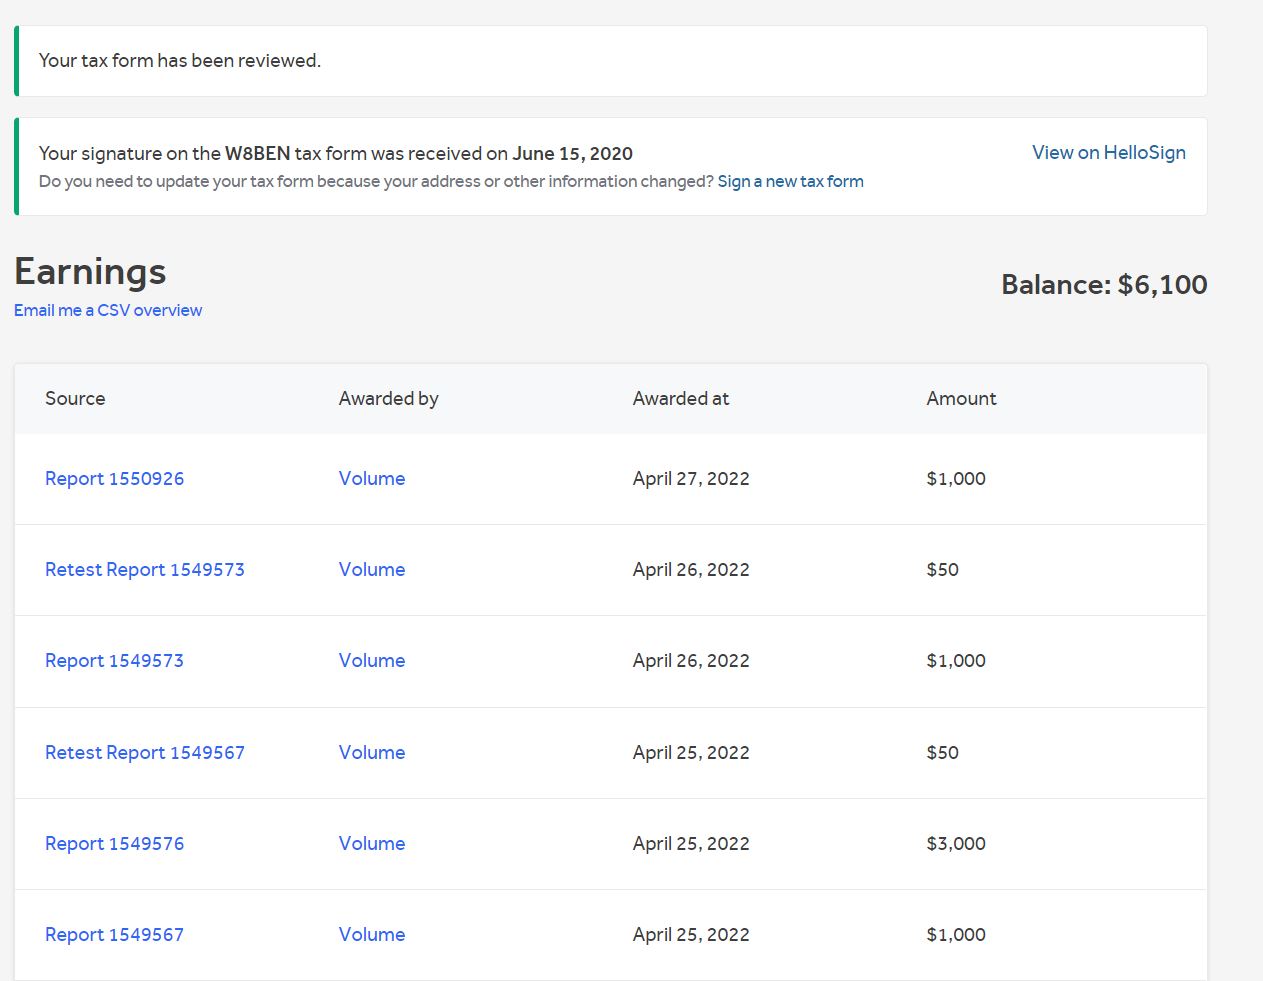 Your tax form has been reviewed.
Your signature on the W8BEN tax form was received on June 15, 2020
View on HelloSign
Do you need to update your tax form because your address or other information changed? Sign a new tax form
Earnings
Balance: $6,100
Email me a CSV overview
Source Awarded by Awarded at Amount
Report 1550926 Volume April 27, 2022 $1,000
Retest Report 1549573 Volume April 26, 2022 $50
Report 1549573 Volume April 26, 2022 $1,000
Retest Report 1549567 Volume April 25, 2022 $50
Report 1549576 Volume April 25, 2022 $3,000
Report 1549567 Volume April 25, 2022 $1,000